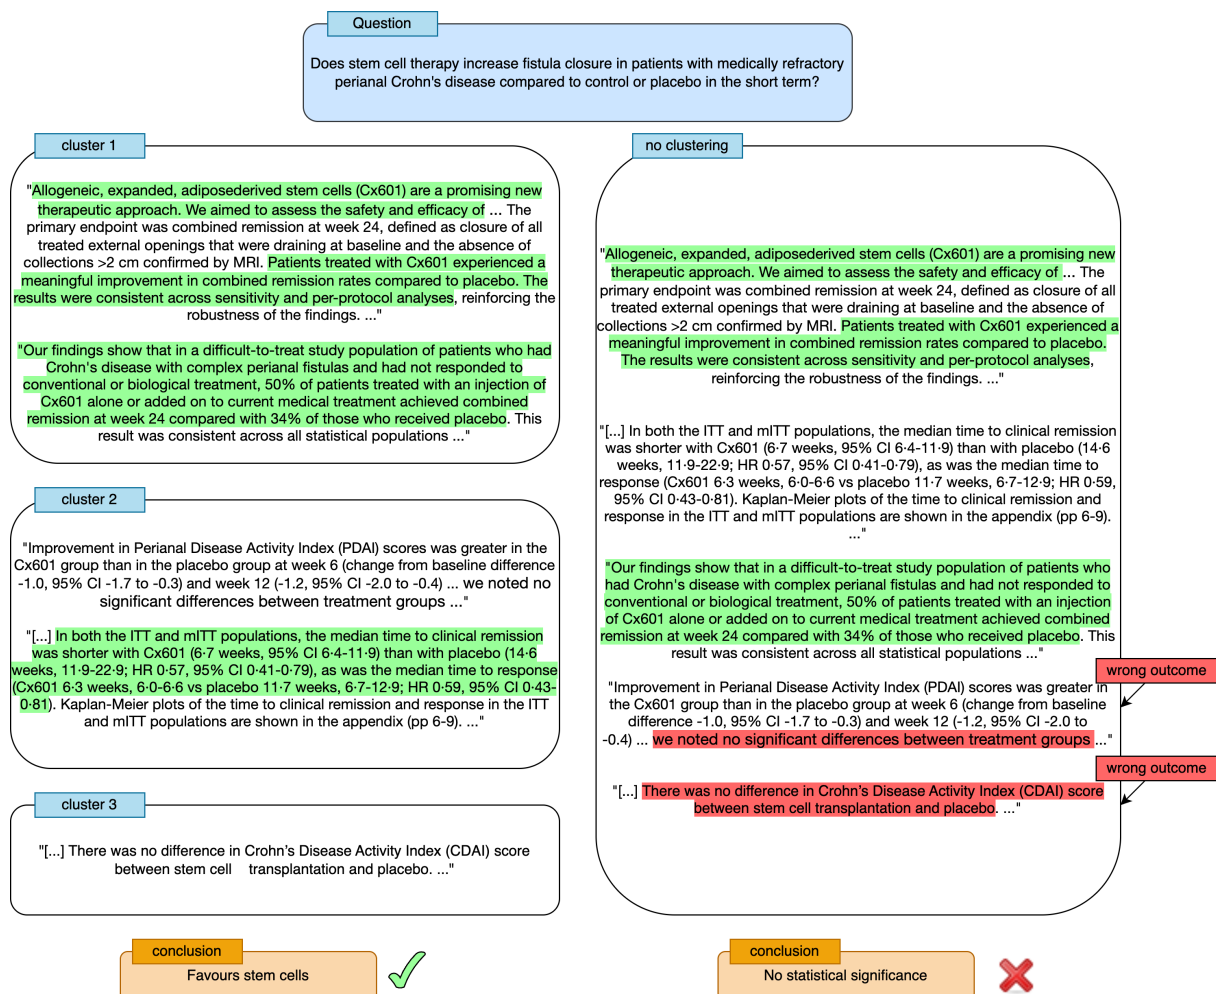 Question
Does stem cell therapy increase fistula closure in patients with medically refractory
perianal Crohn's disease compared to control or placebo in the short term?
cluster 1
"Allogeneic, expanded, adiposederived stem cells (Cx601) are a promising new
therapeutic approach. We aimed to assess the safety and efficacy of ... The
primary endpoint was combined remission at week 24, defined as closure of all
treated external openings that were draining at baseline and the absence of
collections >2 cm confirmed by MRI. Patients treated with Cx601 experienced a
meaningful improvement in combined remission rates compared to placebo. The
results were consistent across sensitivity and per-protocol analyses, reinforcing the
robustness of the findings. ..."
"Our findings show that in a difficult-to-treat study population of patients who had
Crohn's disease with complex perianal fistulas and had not responded to
conventional or biological treatment, 50% of patients treated with an injection of
Cx601 alone or added on to current medical treatment achieved combined
remission at week 24 compared with 34% of those who received placebo. This
result was consistent across all statistical populations ..."
cluster 2
"Improvement in Perianal Disease Activity Index (PDAI) scores was greater in the
Cx601 group than in the placebo group at week 6 (change from baseline difference
-1.0, 95% CI -1.7 to -0.3) and week 12 (-1.2, 95% CI -2.0 to -0.4) ... we noted no
significant differences between treatment groups ..."
"[...] In both the ITT and mITT populations, the median time to clinical remission
was shorter with Cx601 (6·7 weeks, 95% CI 6·4-11·9) than with placebo (14·6
weeks, 11·9-22·9; HR 0·57, 95% CI 0·41-0·79), as was the median time to response
(Cx601 6·3 weeks, 6·0-6·6 vs placebo 11·7 weeks, 6·7-12·9; HR 0·59, 95% CI 0·43-
0·81). Kaplan-Meier plots of the time to clinical remission and response in the ITT
and mITT populations are shown in the appendix (pp 6-9). ..."
cluster 3
"[...] There was no difference in Crohn's Disease Activity Index (CDAI) score
between stem cell transplantation and placebo. ..."
conclusion
Favours stem cells
no clustering
"Allogeneic, expanded, adiposederived stem cells (Cx601) are a promising new
therapeutic approach. We aimed to assess the safety and efficacy of ... The
primary endpoint was combined remission at week 24, defined as closure of all
treated external openings that were draining at baseline and the absence of
collections >2 cm confirmed by MRI. Patients treated with Cx601 experienced a
meaningful improvement in combined remission rates compared to placebo.
The results were consistent across sensitivity and per-protocol analyses,
reinforcing the robustness of the findings. ..."
"[...] In both the ITT and mITT populations, the median time to clinical remission
was shorter with Cx601 (6·7 weeks, 95% CI 6·4-11·9) than with placebo (14·6
weeks, 11·9-22·9; HR 0·57, 95% CI 0·41-0·79), as was the median time to
response (Cx601 6·3 weeks, 6·0-6·6 vs placebo 11·7 weeks, 6·7-12·9; HR 0·59,
95% CI 0·43-0·81). Kaplan-Meier plots of the time to clinical remission and
response in the ITT and mITT populations are shown in the appendix (pp 6-9).
..."
"Our findings show that in a difficult-to-treat study population of patients who
had Crohn's disease with complex perianal fistulas and had not responded to
conventional or biological treatment, 50% of patients treated with an injection
of Cx601 alone or added on to current medical treatment achieved combined
remission at week 24 compared with 34% of those who received placebo. This
result was consistent across all statistical populations ..."
wrong outcome
"Improvement in Perianal Disease Activity Index (PDAI) scores was greater in
the Cx601 group than in the placebo group at week 6 (change from baseline
difference -1.0, 95% CI -1.7 to -0.3) and week 12 (-1.2, 95% CI -2.0 to
-0.4) ... we noted no significant differences between treatment groups ..."
wrong outcome
"[...] There was no difference in Crohn's Disease Activity Index (CDAI) score
between stem cell transplantation and placebo. ..."
conclusion
No statistical significance